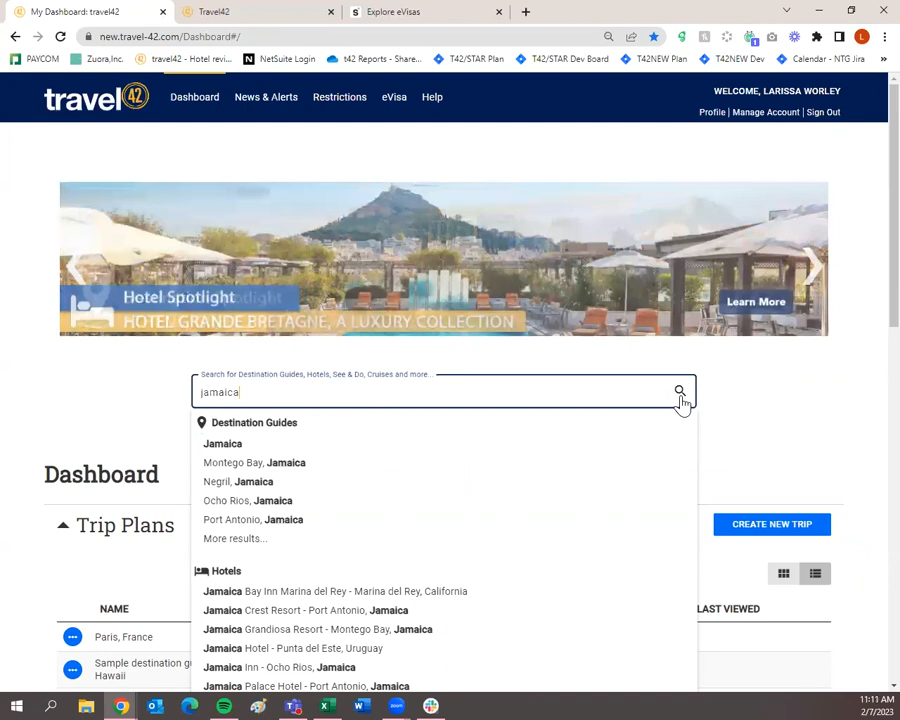 My Dashboard: travel42
Travel42
Explore eVisas
new.travel-42.com/Dashboard#/
PAYCOM
Zuora,Inc.
travel42 - Hotel revi...
NetSuite Login
t42 Reports - Share...
T42/STAR Plan
T42/STAR Dev Board
T42NEW Plan
T42NEW Dev
Calendar - NTG Jira
travel 42
Dashboard
News & Alerts
Restrictions
eVisa
Help
WELCOME, LARISSA WORLEY
Profile | Manage Account | Sign Out
Hotel Spotlight
HOTEL GRANDE BRETAGNE, A LUXURY COLLECTION
Learn More
Search for Destination Guides, Hotels, See & Do, Cruises and more...
jamaica
Destination Guides
Jamaica
Montego Bay, Jamaica
Negril, Jamaica
Ocho Rios, Jamaica
Port Antonio, Jamaica
More results...
Hotels
Jamaica Bay Inn Marina del Rey - Marina del Rey, California
Jamaica Crest Resort - Port Antonio, Jamaica
Jamaica Grandiosa Resort - Montego Bay, Jamaica
Jamaica Hotel - Punta del Este, Uruguay
Jamaica Inn - Ocho Rios, Jamaica
Jamaica Palace Hotel - Port Antonio, Jamaica
Dashboard
Trip Plans
CREATE NEW TRIP
NAME
LAST VIEWED
Paris, France
Sample destination gu
Hawaii
11:11 AM
2/7/2023